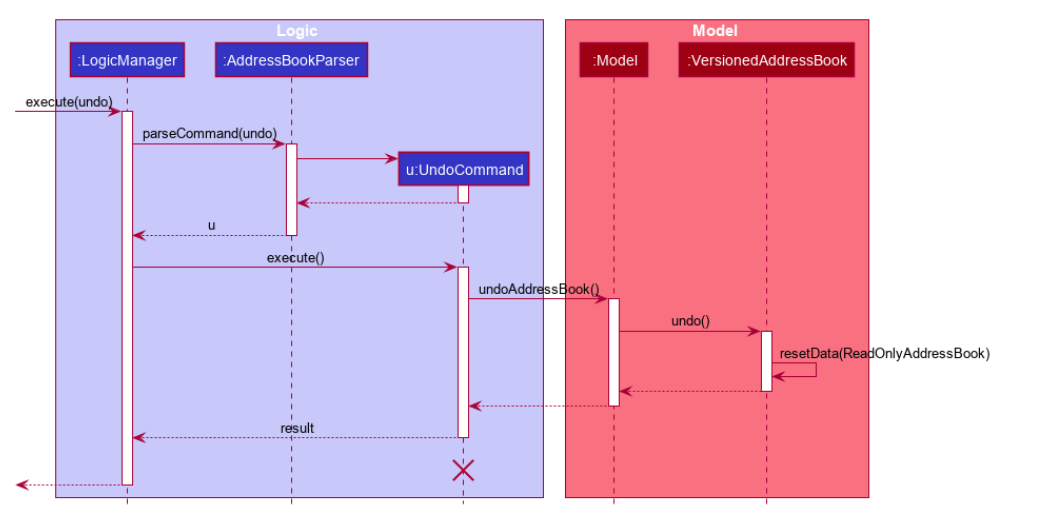 Logic
Model
:LogicManager
:AddressBookParser
:Model
:VersionedAddressBook
execute(undo)
parseCommand(undo)
u:UndoCommand
u
execute()
undoAddressBook()
undo()
resetData(ReadOnlyAddressBook)
result